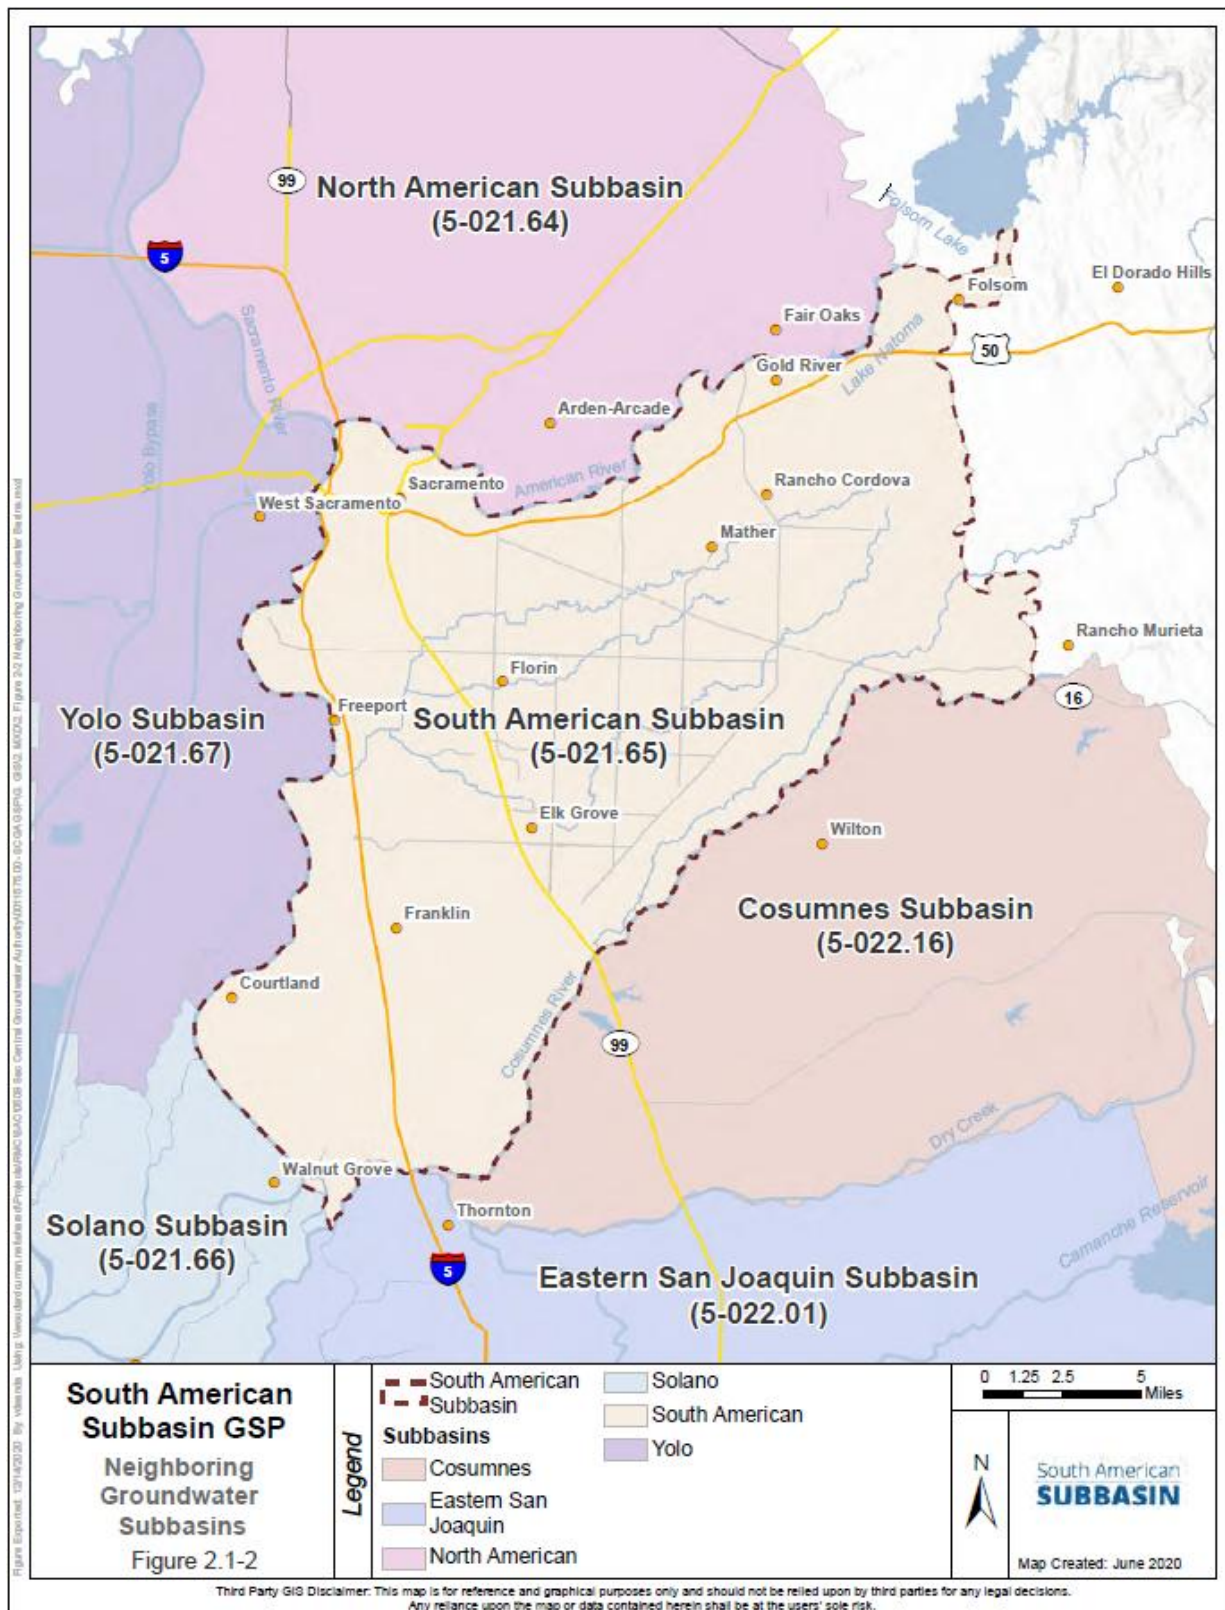 99
North American Subbasin
(5-021.64)
Folsom Lake
5
El Dorado Hills
Folsom
Fair Oaks
Sacramento River
50
Lake Natoma
Gold River
Arden-Arcade
Yolo Bypass
American River
Sacramento
Rancho Cordova
West Sacramento
Mather
Rancho Murieta
Florin
16
Freeport
Yolo Subbasin
(5-021.67)
South American Subbasin
(5-021.65)
Elk Grove
Wilton
Franklin
Cosumnes Subbasin
(5-022.16)
Courtland
Cosumnes River
99
Dry Creek
Walnut Grove
Thornton
Camanche Reservoir
Solano Subbasin
(5-021.66)
5
Eastern San Joaquin Subbasin
(5-022.01)
South American
Subbasin GSP
Neighboring
Groundwater
Subbasins
Figure 2.1-2
Legend
South American
Subbasin
Subbasins
Cosumnes
Eastern San
Joaquin
North American
Solano
South American
Yolo
0 1.25 2.5 5
Miles
N
South American
SUBBASIN
Map Created: June 2020
Third Party GIS Disclaimer: This map is for reference and graphical purposes only and should not be relied upon by third parties for any legal decisions.
Any reliance upon the map or data contained herein shall be at the users' sole risk.
Figure Exported: 12/14/2020 By